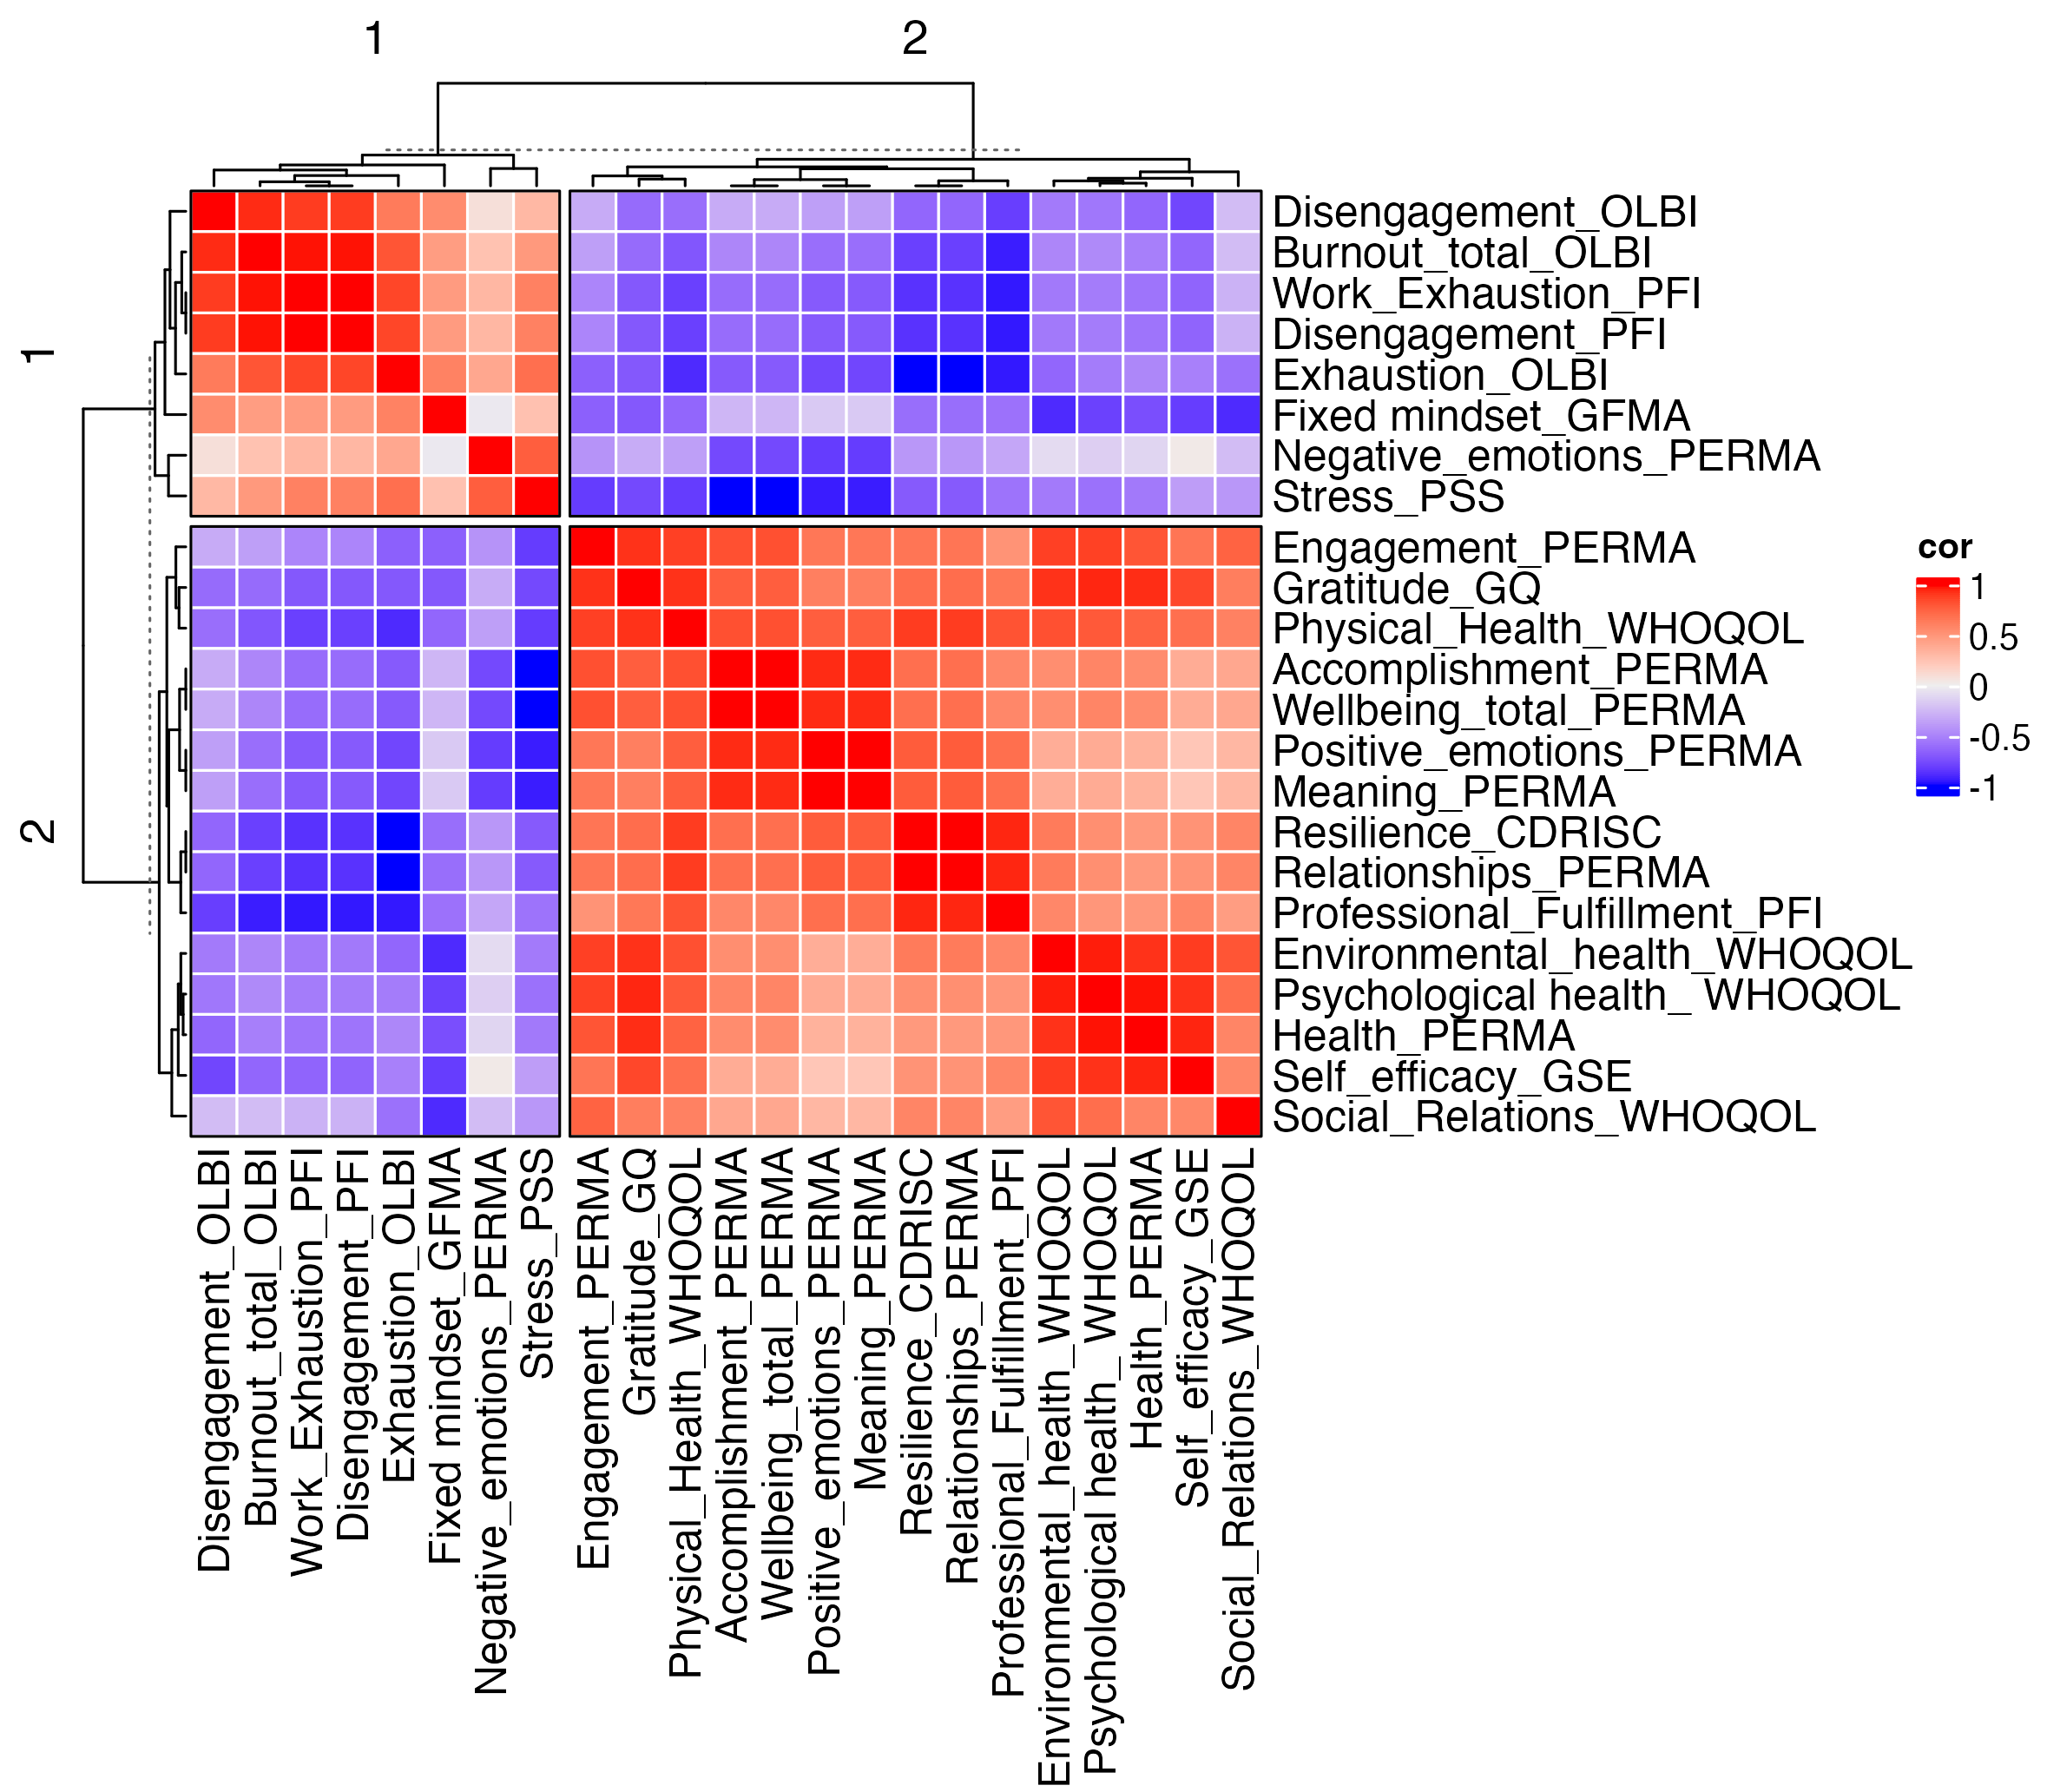 1
2
1
2
Disengagement_OLBI
Burnout_total_OLBI
Work_Exhaustion_PFI
Disengagement_PFI
Exhaustion_OLBI
Fixed mindset_GFMA
Negative_emotions_PERMA
Stress_PSS
Engagement_PERMA
Gratitude_GQ
Physical_Health_WHOQOL
Accomplishment_PERMA
Wellbeing_total_PERMA
Positive_emotions_PERMA
Meaning_PERMA
Resilience_CDRISC
Relationships_PERMA
Professional_Fulfillment_PFI
Environmental_health_WHOQOL
Psychological health_ WHOQOL
Health_PERMA
Self_efficacy_GSE
Social_Relations_WHOQOL
cor
1
0.5
0
-0.5
-1
Disengagement_OLBI
Burnout_total_OLBI
Work_Exhaustion_PFI
Disengagement_PFI
Exhaustion_OLBI
Fixed mindset_GFMA
Negative_emotions_PERMA
Stress_PSS
Engagement_PERMA
Gratitude_GQ
Physical_Health_WHOQOL
Accomplishment_PERMA
Wellbeing_total_PERMA
Positive_emotions_PERMA
Meaning_PERMA
Resilience_CDRISC
Relationships_PERMA
Professional_Fulfillment_PFI
Environmental_health_WHOQOL
Psychological health_ WHOQOL
Health_PERMA
Self_efficacy_GSE
Social_Relations_WHOQOL